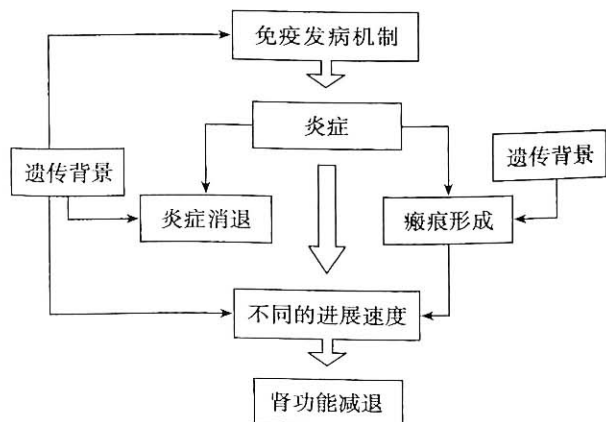 免疫发病机制
炎症
遗传背景
遗传背景
炎症消退
瘢痕形成
不同的进展速度
肾功能减退